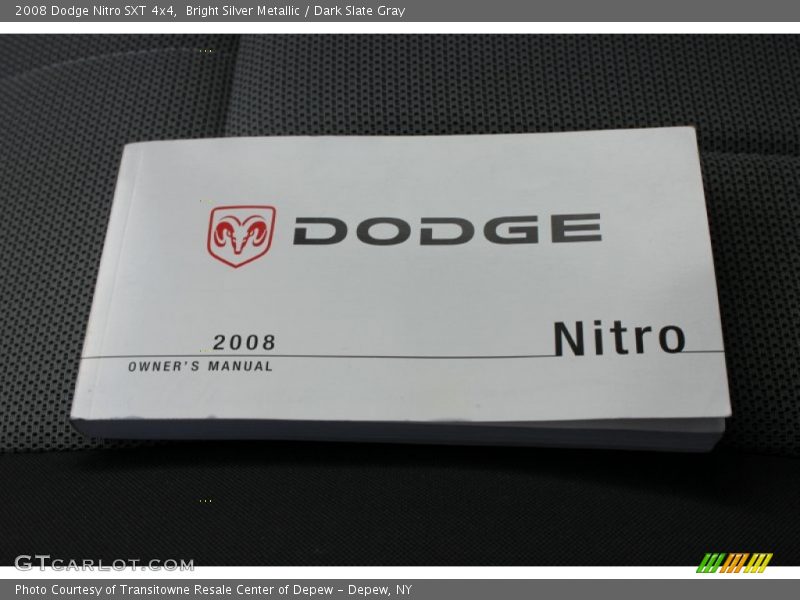 2008 Dodge Nitro SXT 4x4,  Bright Silver Metallic / Dark Slate Gray
DODGE
2008
Nitro
OWNER'S MANUAL
GTCARLOT.COM
Photo Courtesy of Transitowne Resale Center of Depew – Depew, NY